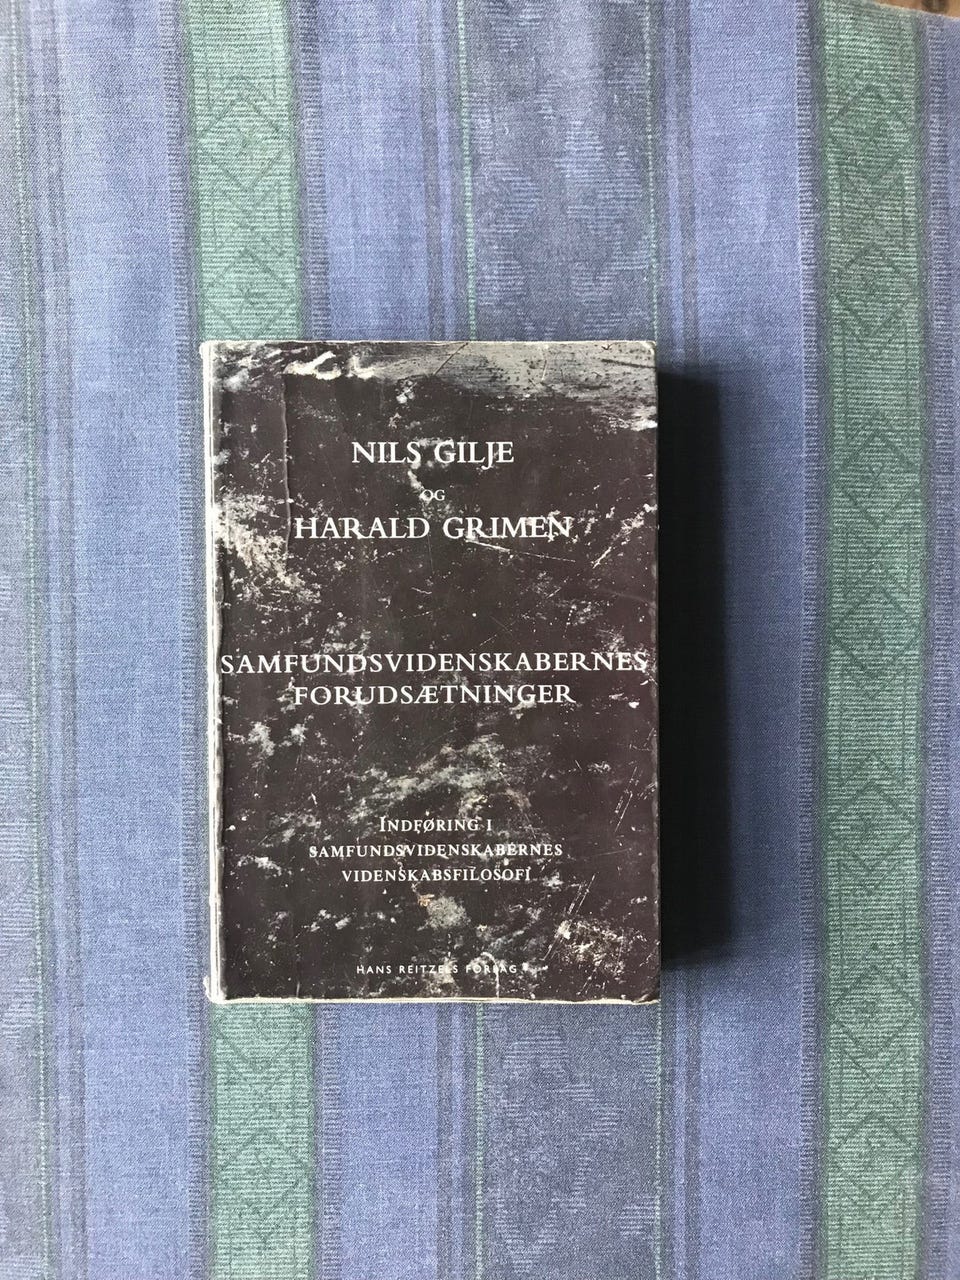 NILS GILJE
OG
HARALD GRIMEN
SAMFUNDSVIDENSKABERNES
FORUDSÆTNINGER
INDFØRING I
SAMFUNDSVIDENSKABERNES
VIDENSKABSFILOSOFI
HANS REITZELS FORLAG